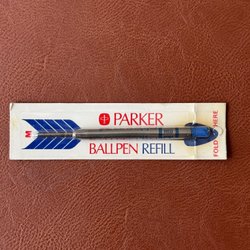 PARKER
M
BALLPEN REFILL
FOLD HERE